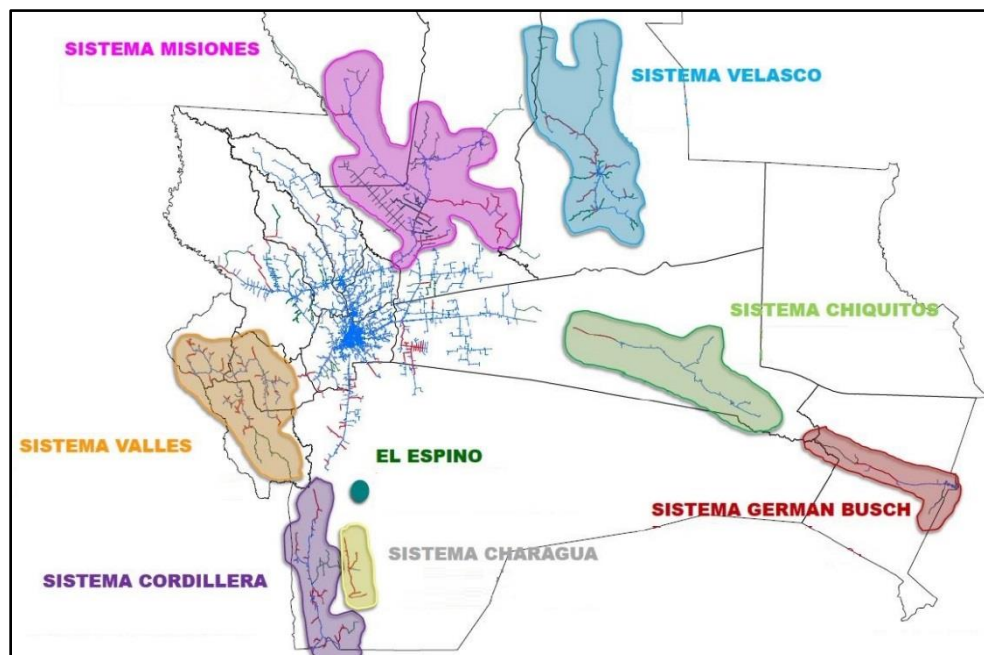 SISTEMA MISIONES
SISTEMA VELASCO
SISTEMA CHIQUITOS
SISTEMA VALLES
EL ESPINO
SISTEMA GERMAN BUSCH
SISTEMA CHARAGUA
SISTEMA CORDILLERA